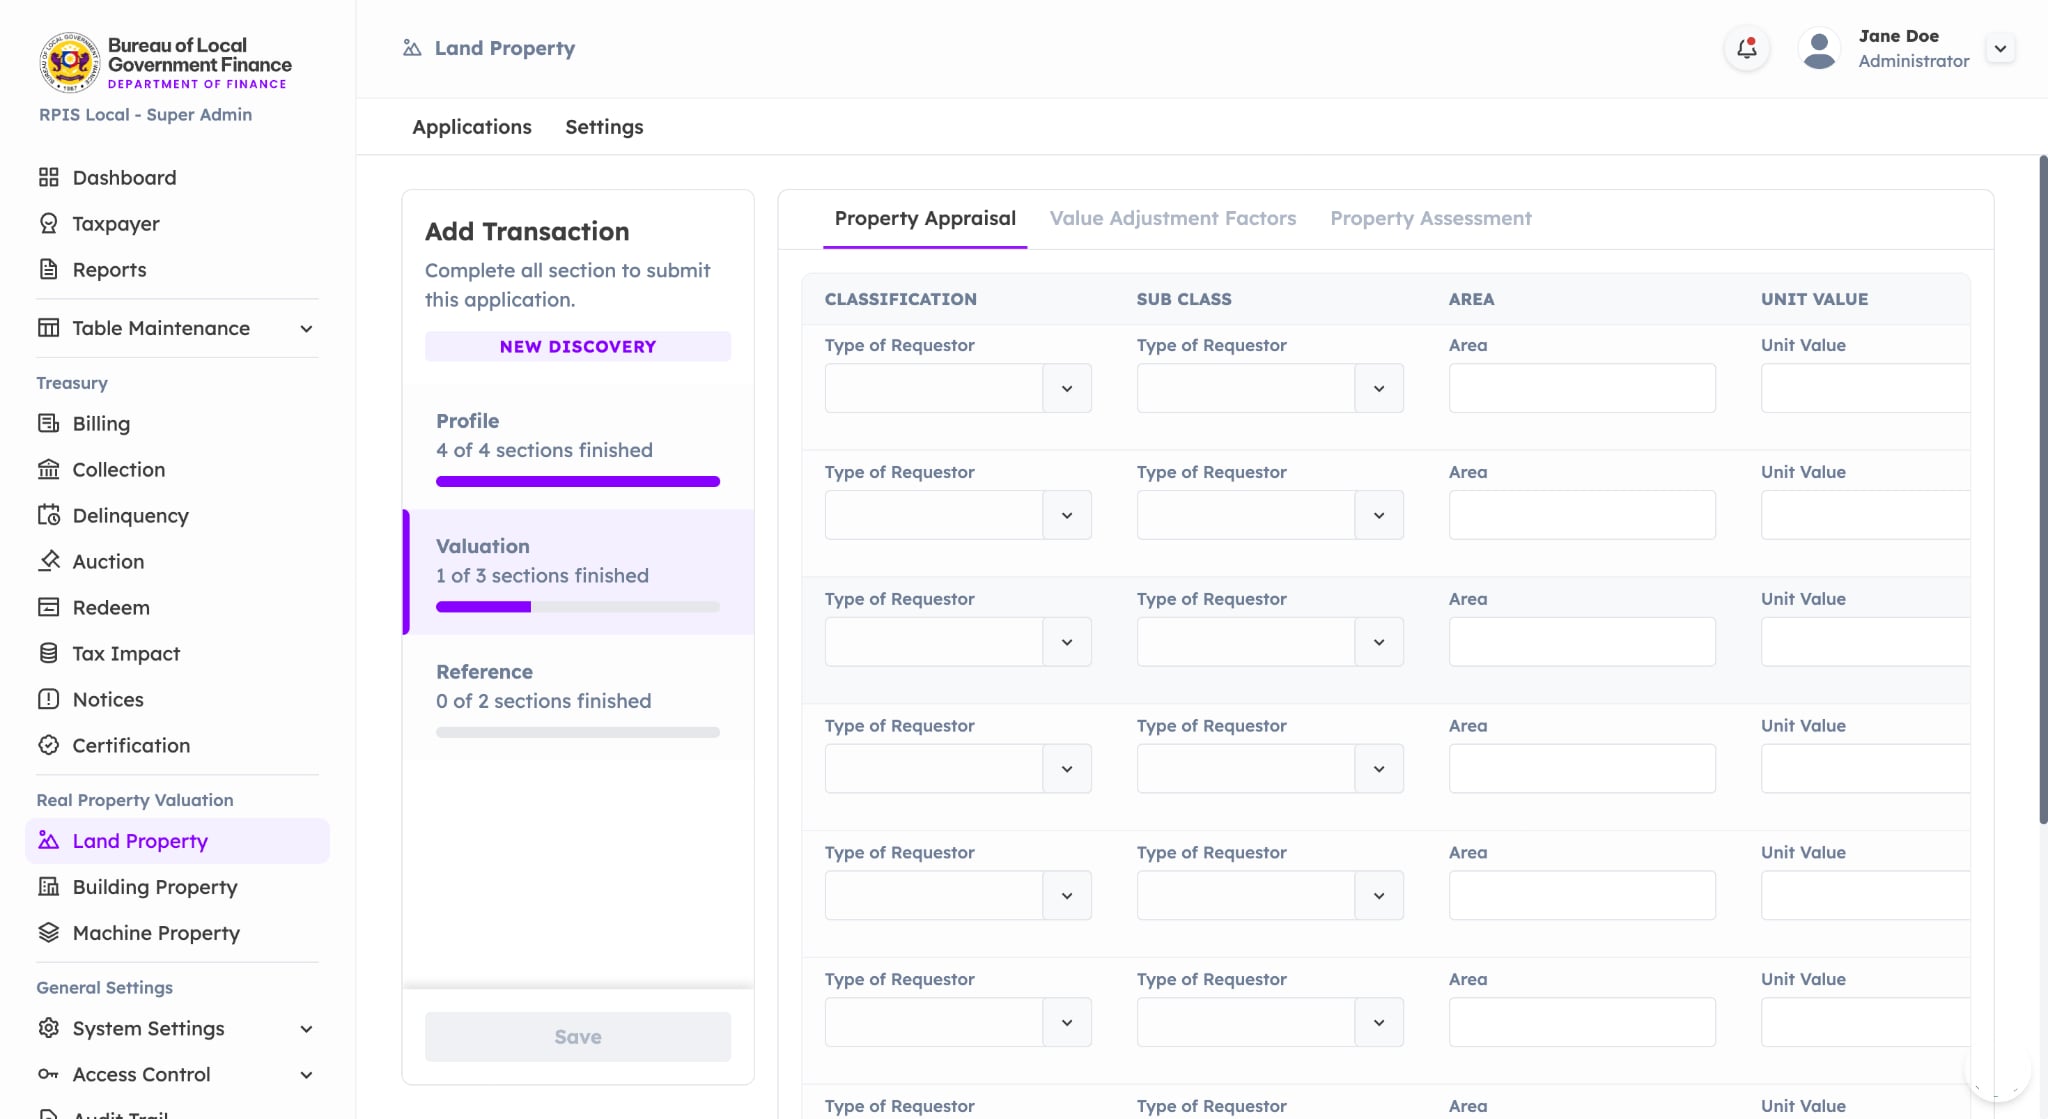 Bureau of Local
Government Finance
DEPARTMENT OF FINANCE
RPIS Local - Super Admin
Dashboard
Taxpayer
Reports
Table Maintenance
Treasury
Billing
Collection
Delinquency
Auction
Redeem
Tax Impact
Notices
Certification
Real Property Valuation
Land Property
Building Property
Machine Property
General Settings
System Settings
Access Control
Audit Trail
Land Property
Jane Doe
Administrator
Applications Settings
Add Transaction
Complete all section to submit
this application.
NEW DISCOVERY
Profile
4 of 4 sections finished
Valuation
1 of 3 sections finished
Reference
0 of 2 sections finished
Save
Property Appraisal Value Adjustment Factors Property Assessment
CLASSIFICATION SUB CLASS AREA UNIT VALUE
Type of Requestor Type of Requestor Area Unit Value
Type of Requestor Type of Requestor Area Unit Value
Type of Requestor Type of Requestor Area Unit Value
Type of Requestor Type of Requestor Area Unit Value
Type of Requestor Type of Requestor Area Unit Value
Type of Requestor Type of Requestor Area Unit Value
Type of Requestor Type of Requestor Area Unit Value